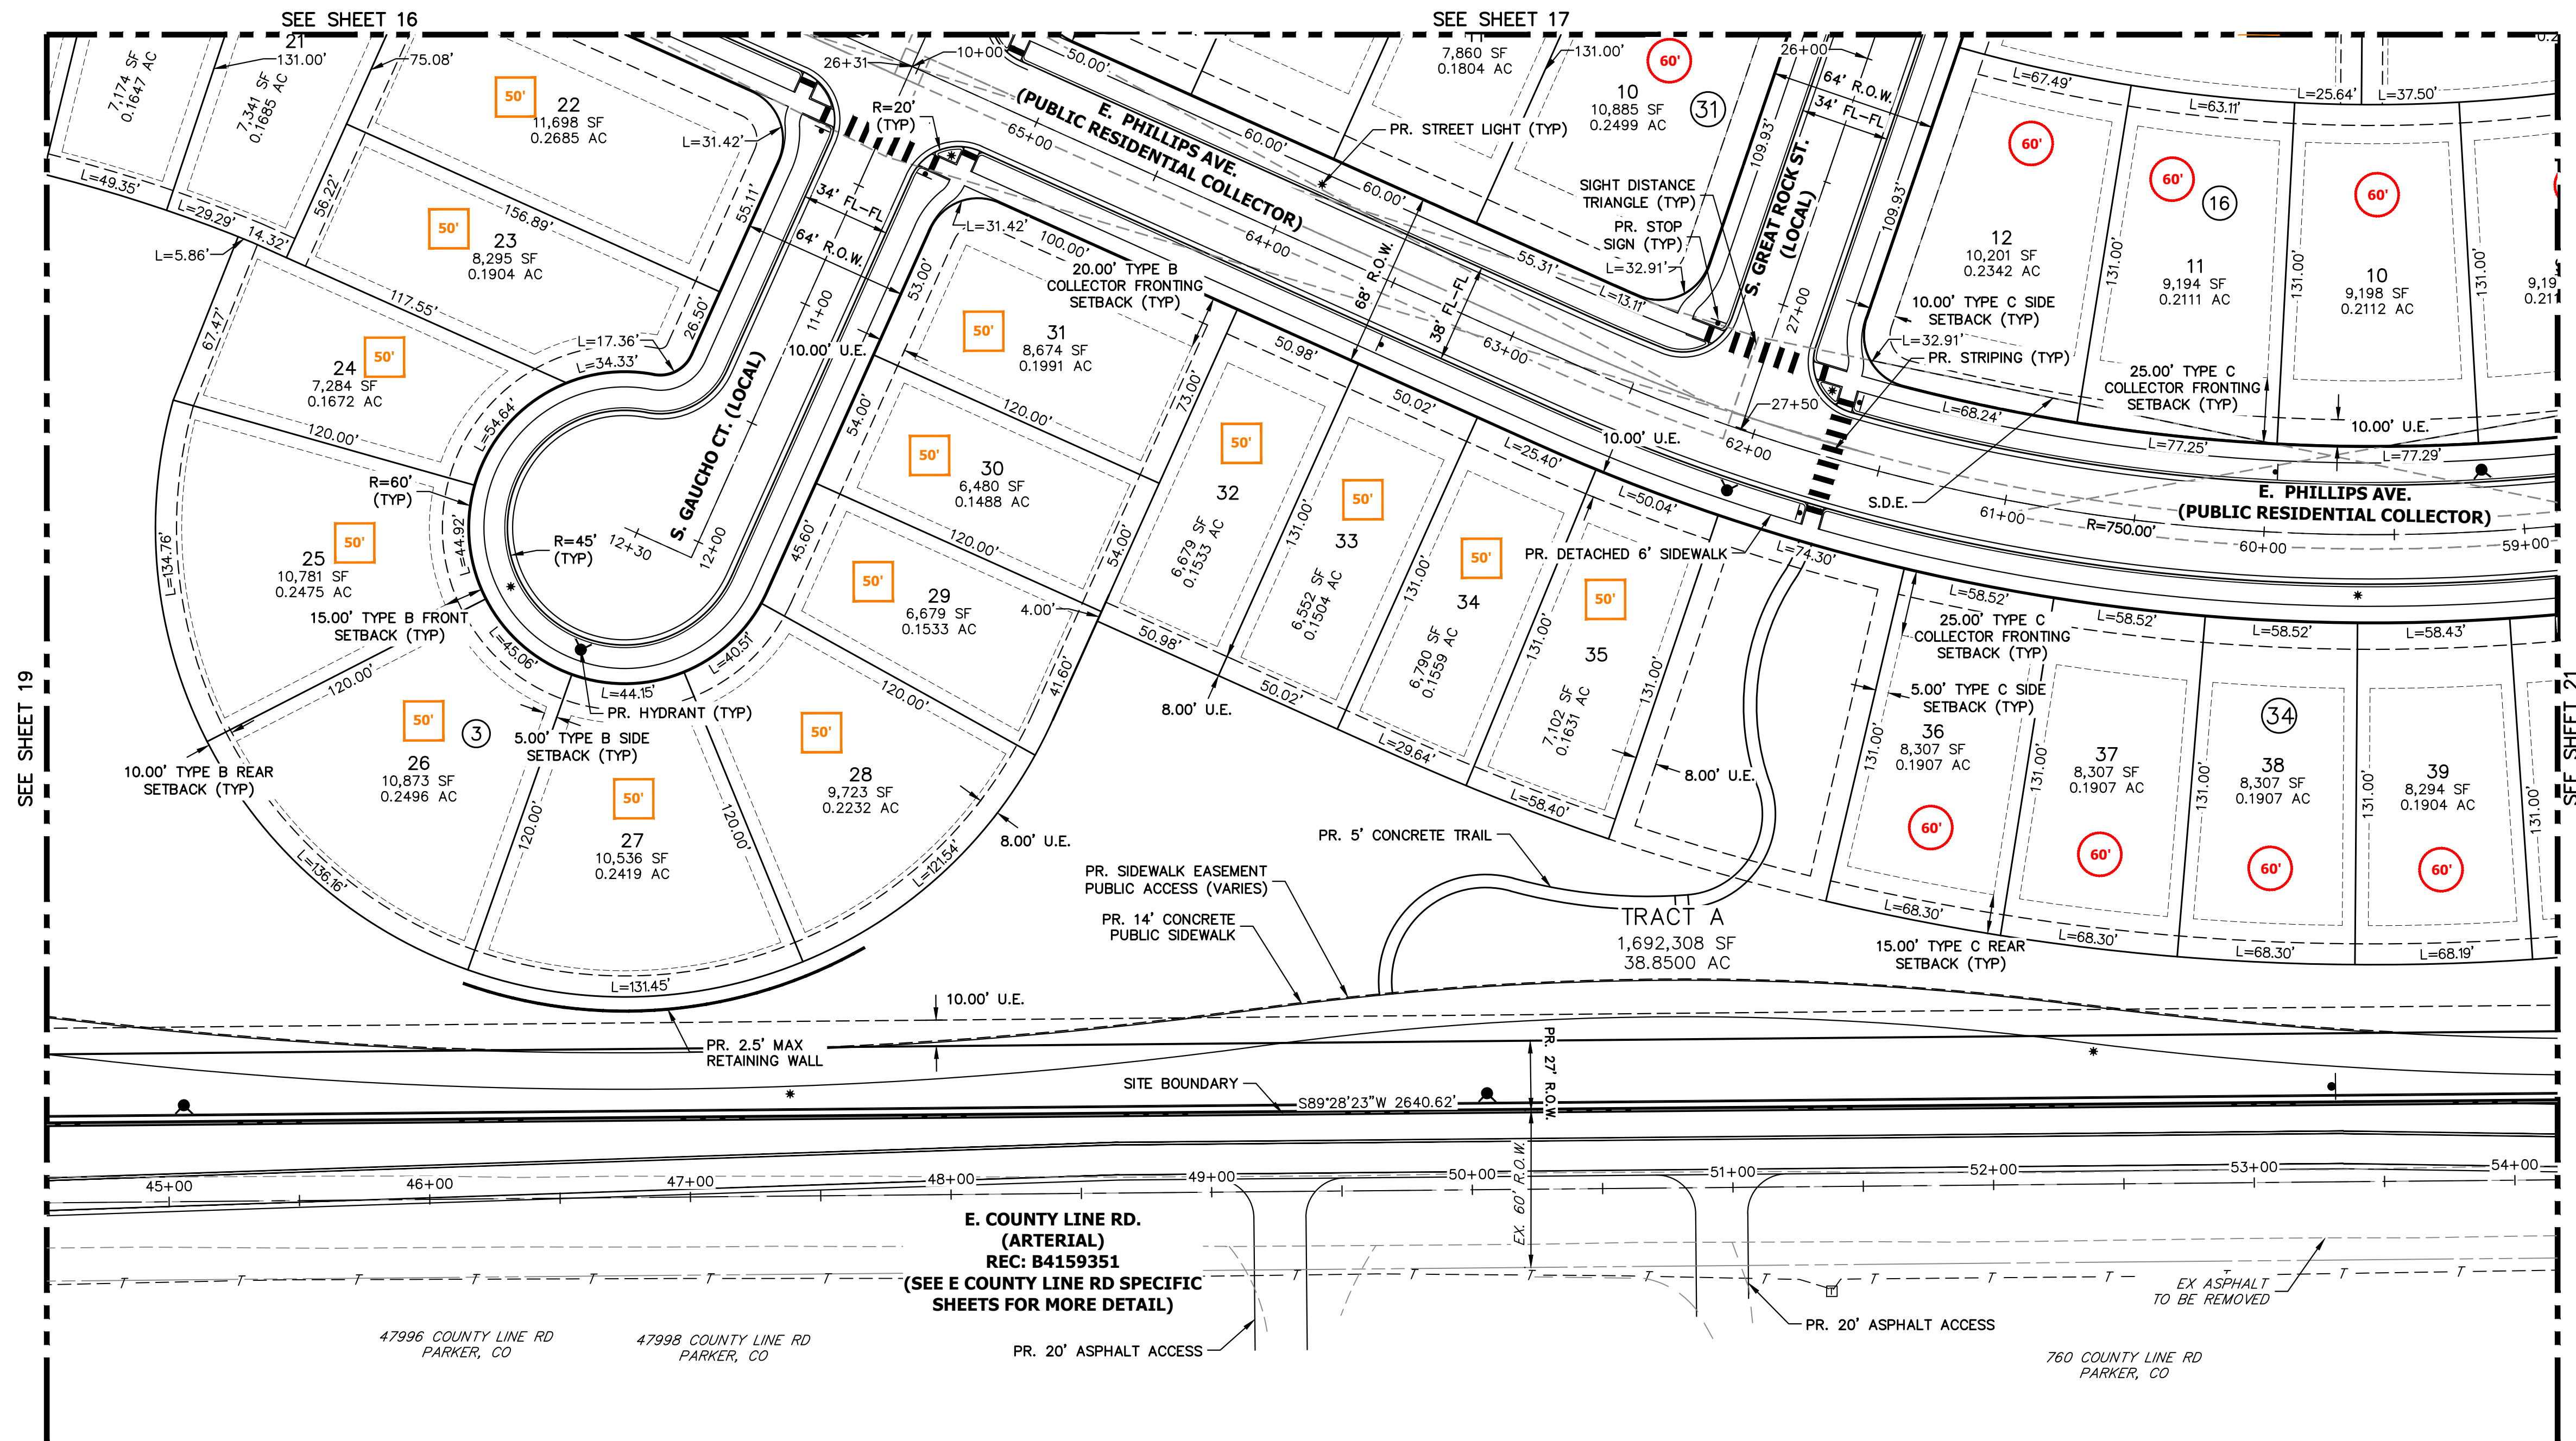 SEE SHEET 16
SEE SHEET 17
SEE SHEET 19
SEE SHEET 21
7,174 SF
0.1647 AC
21
7,341 SF
0.1685 AC
131.00'
75.08'
L=49.35'
L=29.29'
14.32'
L=5.86'
56.22'
50'
22
11,698 SF
0.2685 AC
L=31.42'
55.11'
156.89'
50'
23
8,295 SF
0.1904 AC
117.55'
26.50'
L=17.36'
L=34.33'
67.47'
24
50'
7,284 SF
0.1672 AC
120.00'
L=54.64'
R=60'
(TYP)
L=44.92'
L=134.76'
25
50'
10,781 SF
0.2475 AC
15.00' TYPE B FRONT
SETBACK (TYP)
R=45'
(TYP)
L=45.06'
120.00'
10.00' TYPE B REAR
SETBACK (TYP)
50'
3
26
10,873 SF
0.2496 AC
L=136.16'
L=44.15'
PR. HYDRANT (TYP)
5.00' TYPE B SIDE
SETBACK (TYP)
120.00'
50'
27
10,536 SF
0.2419 AC
120.00'
L=131.45'
L=40.51'
50'
28
9,723 SF
0.2232 AC
L=121.54'
8.00' U.E.
120.00'
41.60'
4.00'
50'
29
6,679 SF
0.1533 AC
45.60'
120.00'
54.00'
50'
30
6,480 SF
0.1488 AC
54.00'
120.00'
73.00'
50'
31
8,674 SF
0.1991 AC
53.00'
L=31.42'
100.00'
20.00' TYPE B
COLLECTOR FRONTING
SETBACK (TYP)
10.00' U.E.
34' FL-FL
64' R.O.W.
S. GAUCHO CT. (LOCAL)
11+00
12+00
12+30
R=20'
(TYP)
26+31
10+00
50.00'
65+00
E. PHILLIPS AVE.
(PUBLIC RESIDENTIAL COLLECTOR)
64+00
60.00'
60.00'
PR. STREET LIGHT (TYP)
7,860 SF
0.1804 AC
131.00'
60'
10
10,885 SF
0.2499 AC
31
SIGHT DISTANCE
TRIANGLE (TYP)
PR. STOP
SIGN (TYP)
L=32.91'
55.31'
13.11'
68' R.O.W.
38' FL-FL
63+00
109.93'
S. GREAT ROCK ST.
(LOCAL)
26+00
64' R.O.W.
34' FL-FL
27+00
109.93'
27+50
62+00
L=67.49'
60'
12
10,201 SF
0.2342 AC
10.00' TYPE C SIDE
SETBACK (TYP)
L=32.91'
PR. STRIPING (TYP)
L=63.11'
131.00'
60'
16
11
9,194 SF
0.2111 AC
25.00' TYPE C
COLLECTOR FRONTING
SETBACK (TYP)
L=25.64'
L=37.50'
131.00'
60'
10
9,198 SF
0.2112 AC
131.00'
10.00' U.E.
L=68.24'
L=77.25'
L=77.29'
S.D.E.
E. PHILLIPS AVE.
(PUBLIC RESIDENTIAL COLLECTOR)
61+00
R=750.00'
60+00
59+00
50.98'
50.02'
L=25.40'
10.00' U.E.
L=50.04'
L=74.30'
PR. DETACHED 6' SIDEWALK
50'
32
6,679 SF
0.1533 AC
131.00'
50.98'
8.00' U.E.
50'
33
6,552 SF
0.1504 AC
131.00'
50.02'
50'
34
6,790 SF
0.1559 AC
131.00'
L=29.64'
50'
35
7,102 SF
0.1631 AC
131.00'
L=58.40'
8.00' U.E.
L=58.52'
L=58.52'
L=58.52'
L=58.43'
25.00' TYPE C
COLLECTOR FRONTING
SETBACK (TYP)
5.00' TYPE C SIDE
SETBACK (TYP)
131.00'
36
8,307 SF
0.1907 AC
60'
L=68.30'
131.00'
37
8,307 SF
0.1907 AC
60'
L=68.30'
131.00'
34
38
8,307 SF
0.1907 AC
60'
L=68.30'
131.00'
39
8,294 SF
0.1904 AC
60'
L=68.19'
131.00'
15.00' TYPE C REAR
SETBACK (TYP)
PR. 5' CONCRETE TRAIL
PR. SIDEWALK EASEMENT
PUBLIC ACCESS (VARIES)
PR. 14' CONCRETE
PUBLIC SIDEWALK
TRACT A
1,692,308 SF
38.8500 AC
10.00' U.E.
PR. 2.5' MAX
RETAINING WALL
PR. 27' R.O.W.
SITE BOUNDARY
S89°28'23"W 2640.62'
EX. 60' R.O.W.
45+00
46+00
47+00
48+00
49+00
50+00
51+00
52+00
53+00
54+00
E. COUNTY LINE RD.
(ARTERIAL)
REC: B4159351
(SEE E COUNTY LINE RD SPECIFIC
SHEETS FOR MORE DETAIL)
T T T T T T T T T T T T T T T T T T
EX ASPHALT
TO BE REMOVED
PR. 20' ASPHALT ACCESS
PR. 20' ASPHALT ACCESS
47996 COUNTY LINE RD
PARKER, CO
47998 COUNTY LINE RD
PARKER, CO
760 COUNTY LINE RD
PARKER, CO